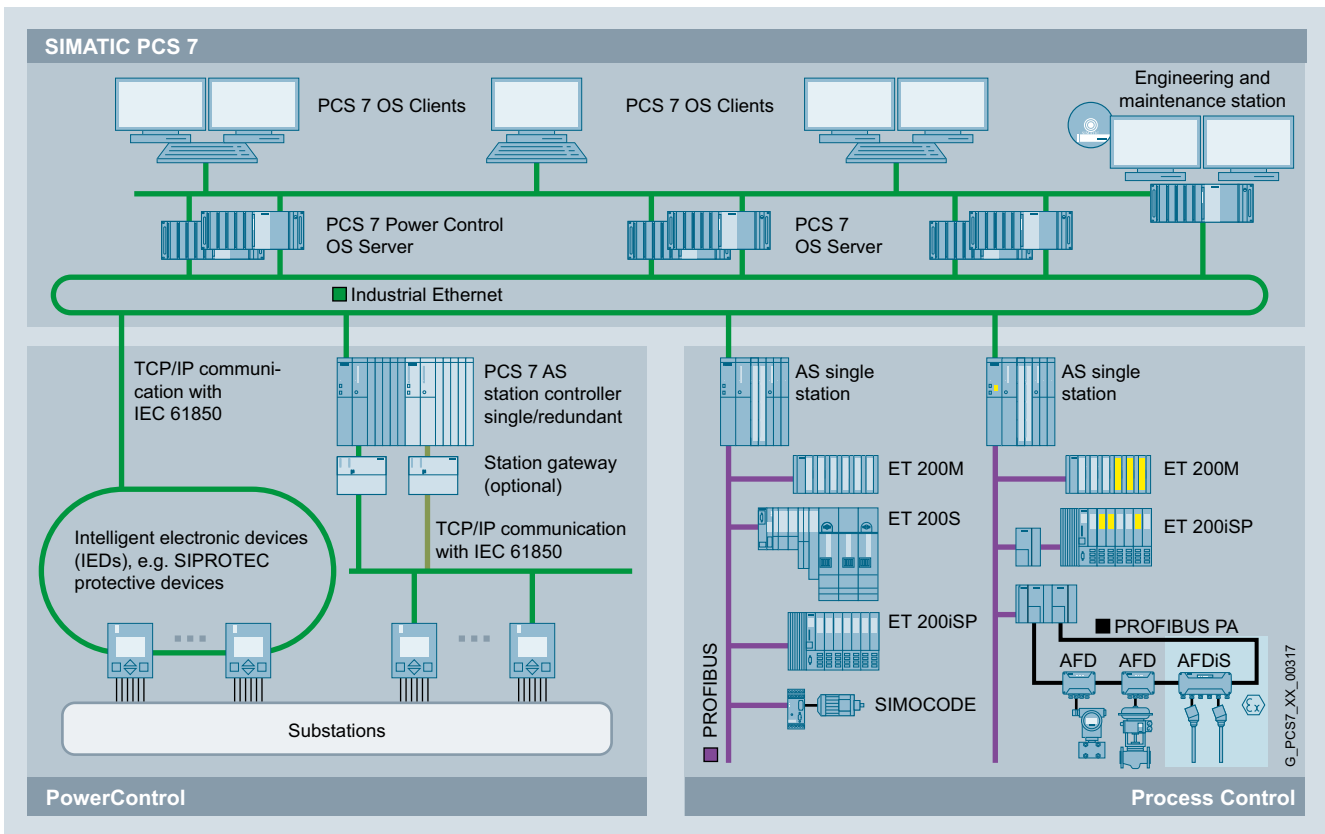 SIMATIC PCS 7
PCS 7 OS Clients
PCS 7 OS Clients
Engineering and
maintenance station
PCS 7 Power Control
OS Server
PCS 7
OS Server
Industrial Ethernet
TCP/IP communi-
cation with
IEC 61850
PCS 7 AS
station controller
single/redundant
Station gateway
(optional)
TCP/IP communication
with IEC 61850
Intelligent electronic devices
(IEDs), e.g. SIPROTEC
protective devices
Substations
PowerControl
AS single
station
AS single
station
ET 200M
ET 200S
ET 200iSP
SIMOCODE
PROFIBUS
ET 200M
ET 200iSP
PROFIBUS PA
AFD
AFD
AFDiS
Ex
G_PCS7_XX_00317
Process Control